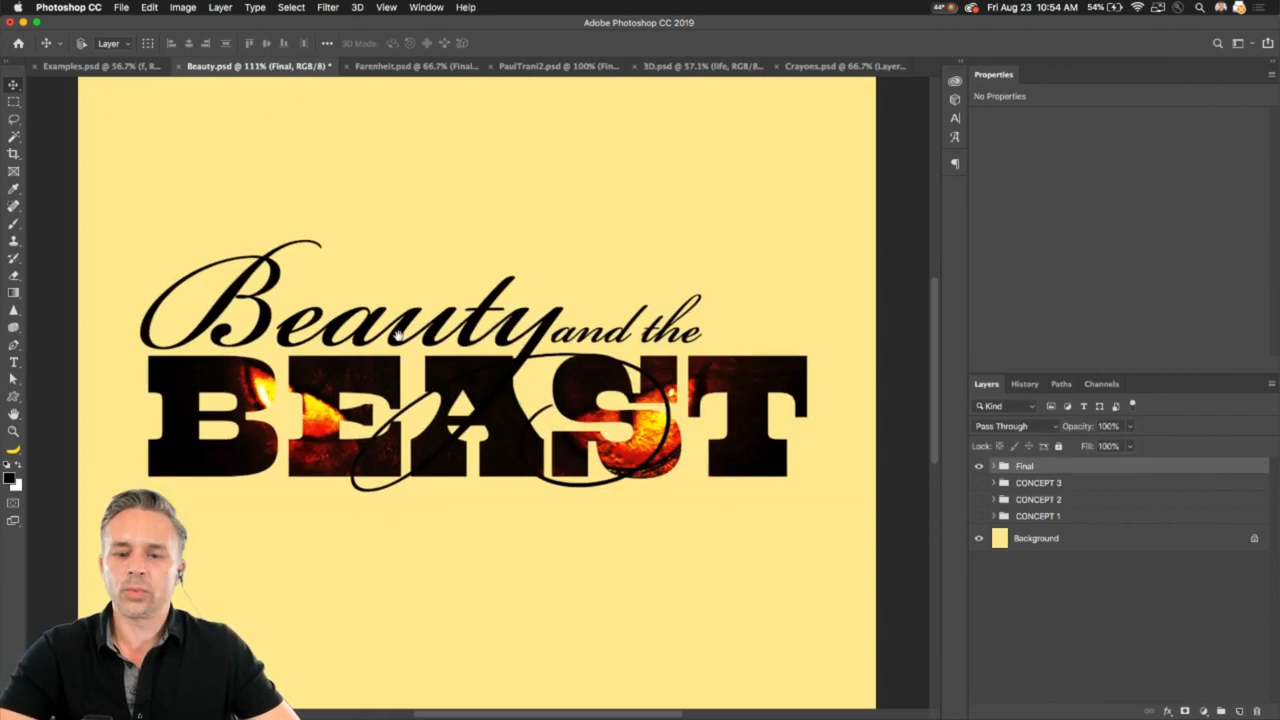 Photoshop CC File Edit Image Layer Type Select Filter 3D View Window Help
44° Fri Aug 23 10:54 AM 54%
Adobe Photoshop CC 2019
Layer 3D Mode:
Examples.psd @ 56.7% (f, R... Beauty.psd @ 111% (Final, RGB/8) * Farenheit.psd @ 66.7% (Final... PaulTrani2.psd @ 100% (Fin... 3D.psd @ 57.1% (life, RGB/8... Crayons.psd @ 66.7% (Layer...
Properties
No Properties
Beauty and the
BEAST
Layers History Paths Channels
Kind
Pass Through Opacity: 100%
Lock: Fill: 100%
Final
CONCEPT 3
CONCEPT 2
CONCEPT 1
Background